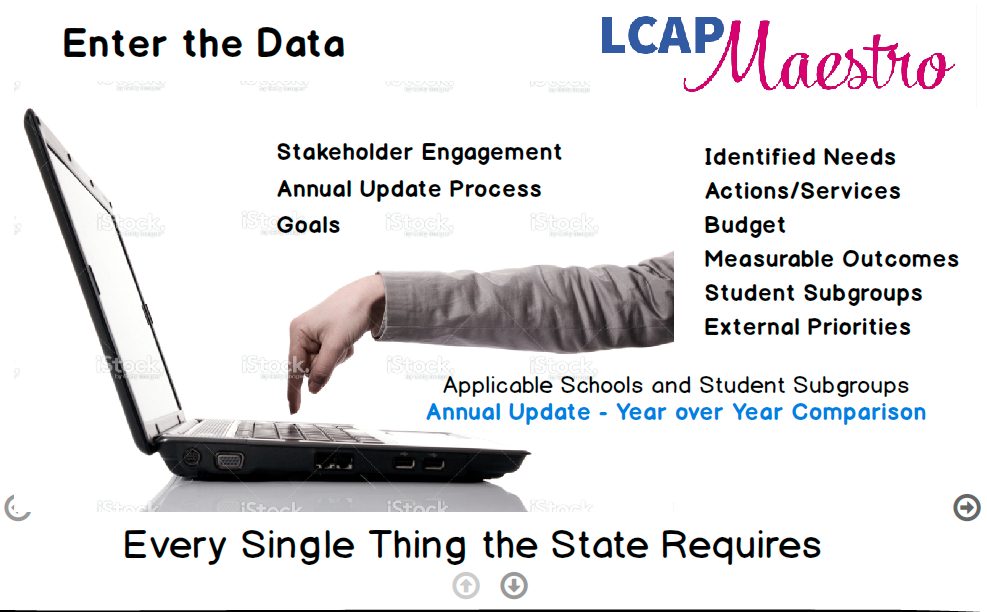 Enter the Data
LCAP Maestro
Stakeholder Engagement
Annual Update Process
Goals
Identified Needs
Actions/Services
Budget
Measurable Outcomes
Student Subgroups
External Priorities
Applicable Schools and Student Subgroups
Annual Update - Year over Year Comparison
Every Single Thing the State Requires
iStock.
iStock.
iStock.
iStock.
iStock.
iStock.
iStock.
iStock.
iStock.
iStock.
iStock.